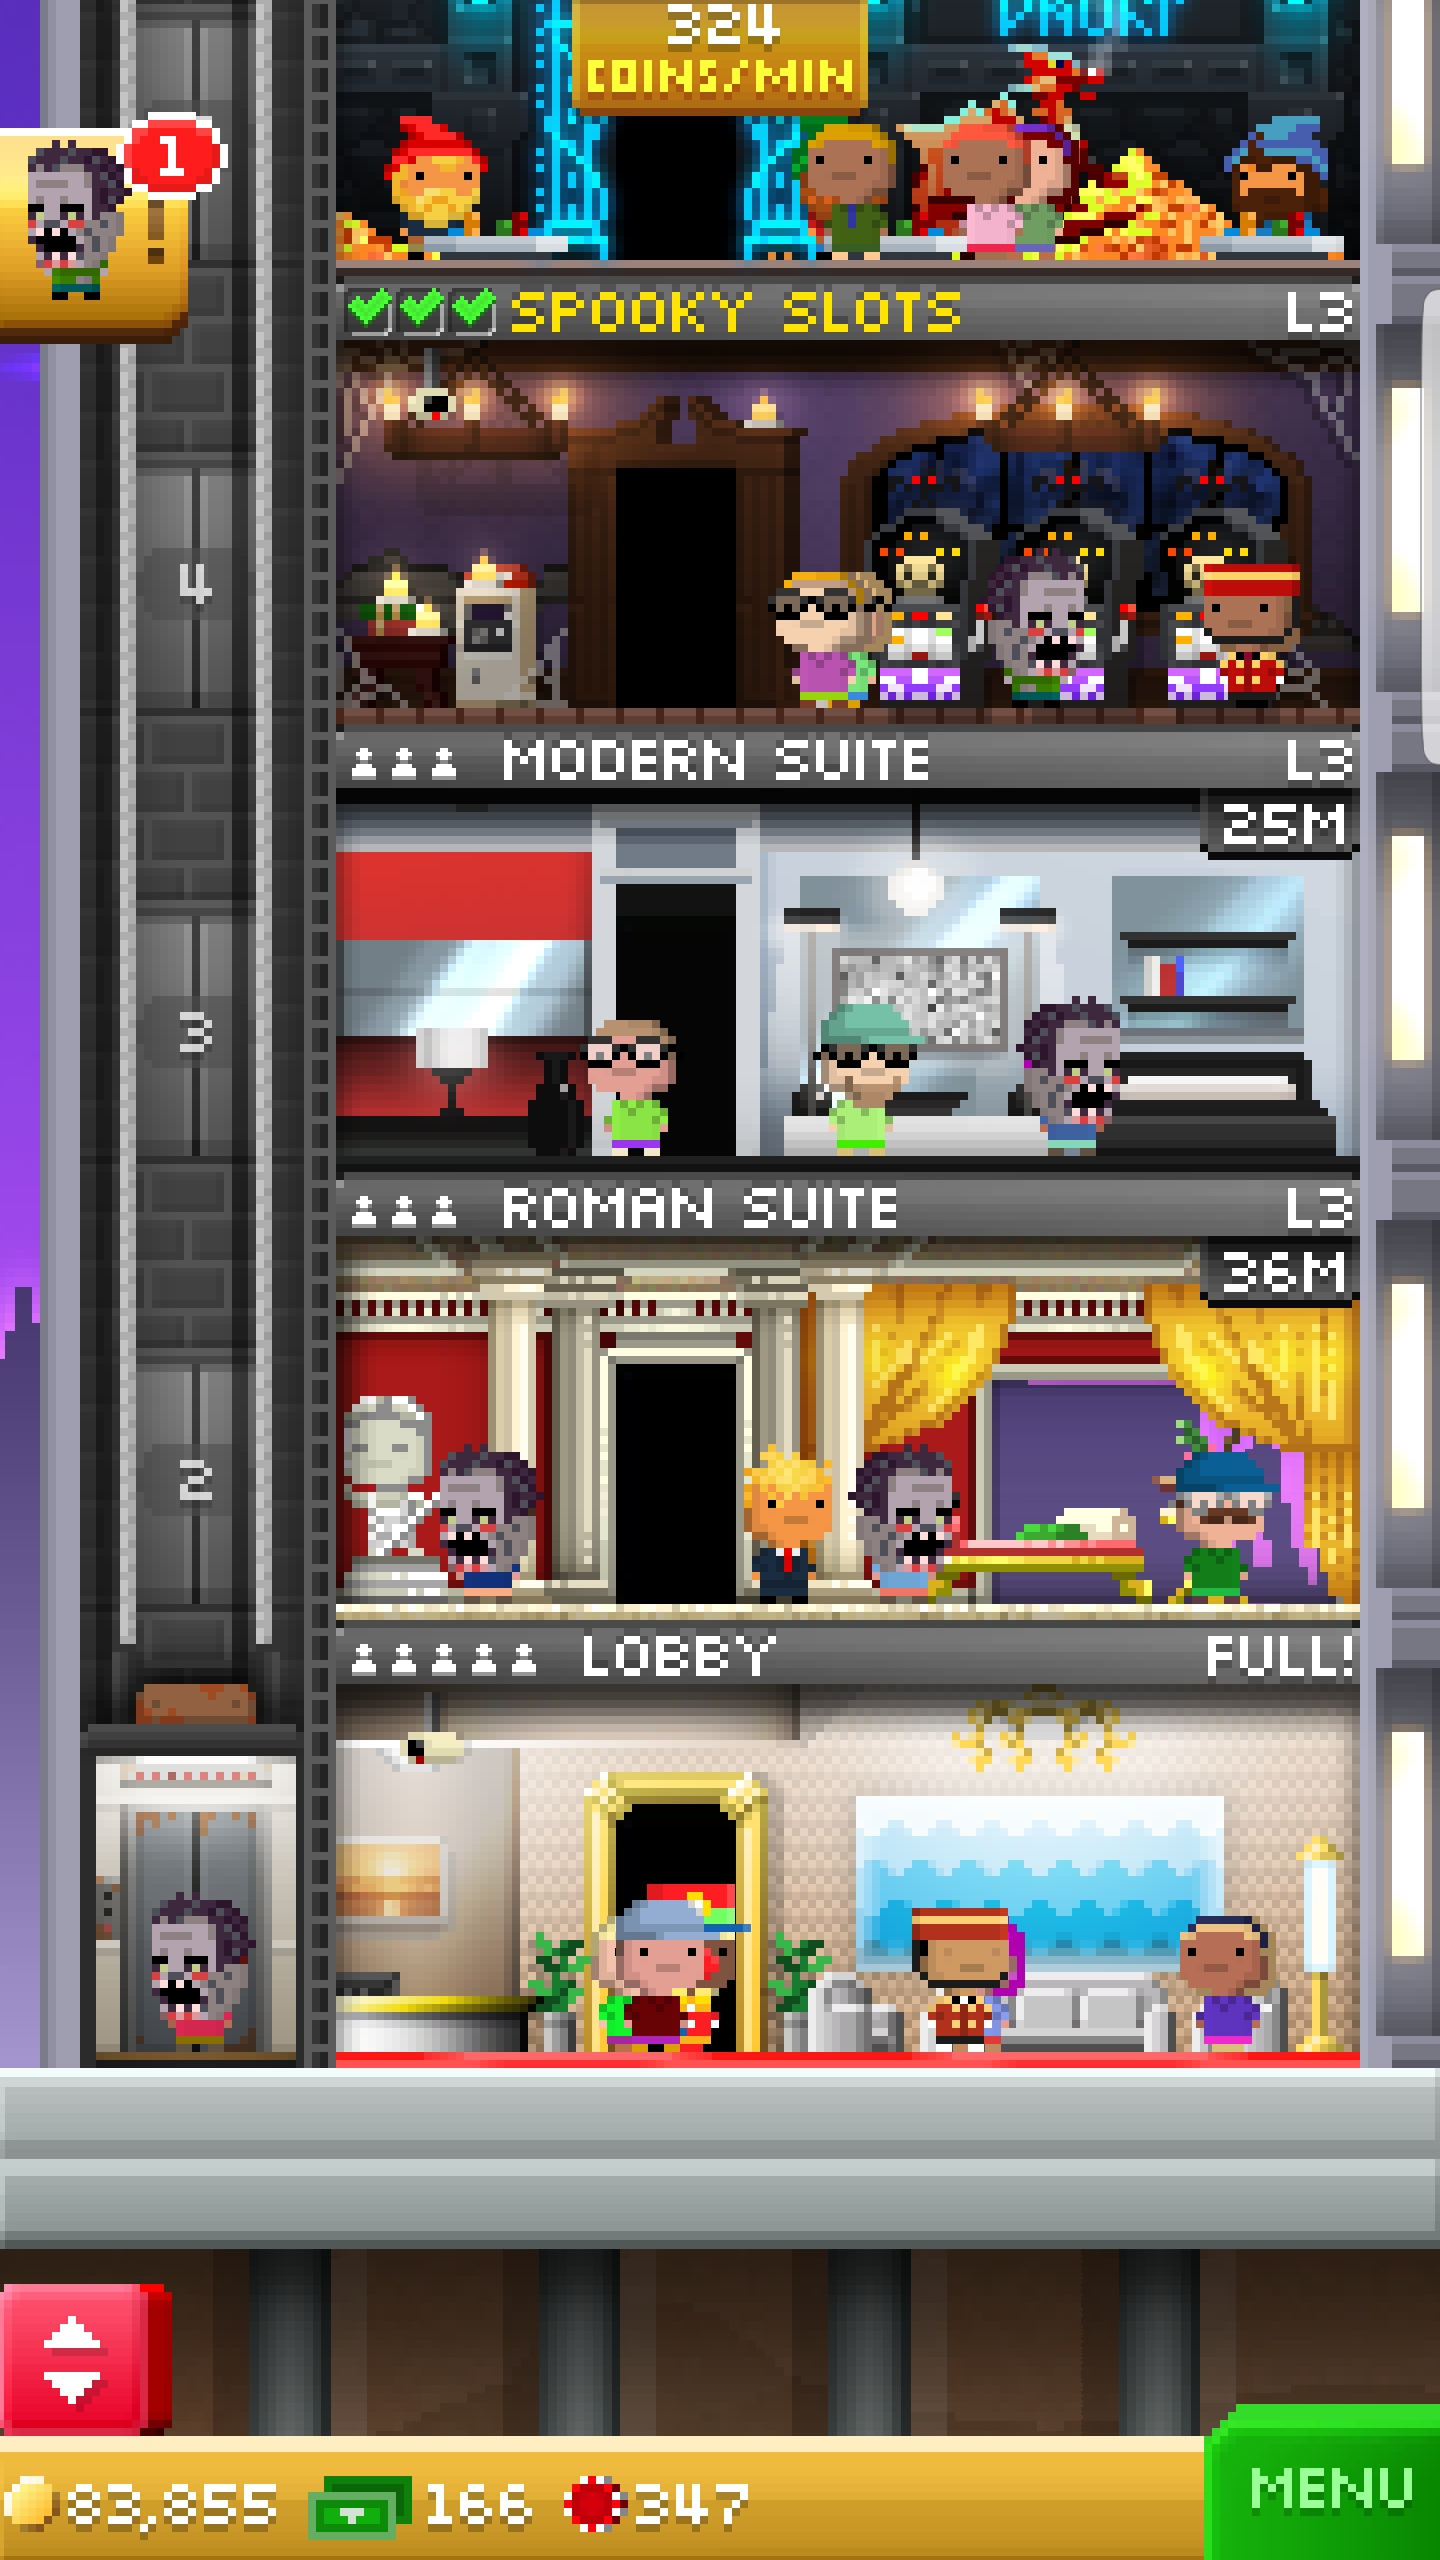 324
COINS/MIN
1
!
SPOOKY SLOTS L3
4
MODERN SUITE L3
25M
3
ROMAN SUITE L3
36M
2
LOBBY FULL!
83,855 166 347
MENU